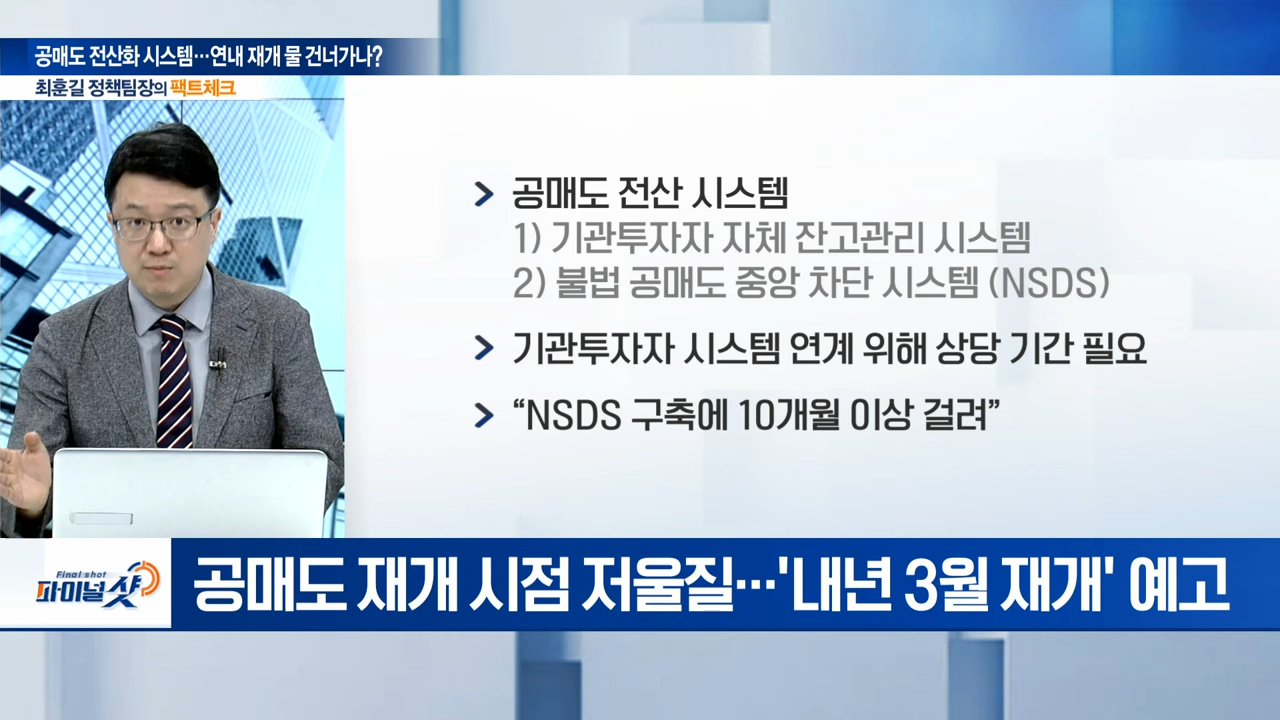 공매도 전산화 시스템…연내 재개 물 건너가나?
최훈길 정책팀장의 팩트체크
공매도 전산 시스템
1) 기관투자자 자체 잔고관리 시스템
2) 불법 공매도 중앙 차단 시스템 (NSDS)
기관투자자 시스템 연계 위해 상당 기간 필요
“NSDS 구축에 10개월 이상 걸려”
Final shot
파이널샷
공매도 재개 시점 저울질…'내년 3월 재개' 예고